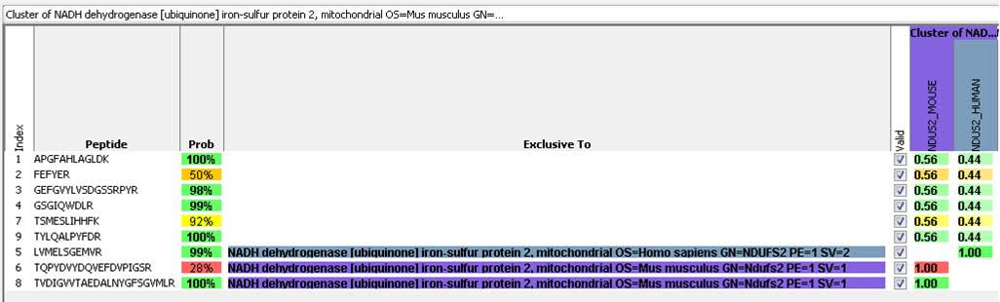 Cluster of NADH dehydrogenase [ubiquinone] iron-sulfur protein 2, mitochondrial OS=Mus musculus GN=...
Cluster of NAD...
Index Peptide Prob Exclusive To Valid NDUS2_MOUSE NDUS2_HUMAN
1 APGFAHLAGLDK 100% 0.56 0.44
2 FEFYER 50% 0.56 0.44
3 GEFGVYLVSDGSSRPYR 98% 0.56 0.44
4 GSGIQWDLR 99% 0.56 0.44
7 TSMESLIHHFK 92% 0.56 0.44
9 TYLQALPYFDR 100% 0.56 0.44
5 LVMELSGEMVR 99% NADH dehydrogenase [ubiquinone] iron-sulfur protein 2, mitochondrial OS=Homo sapiens GN=NDUFS2 PE=1 SV=2 1.00
6 TQPYDVYDQVEFDVPIGSR 28% NADH dehydrogenase [ubiquinone] iron-sulfur protein 2, mitochondrial OS=Mus musculus GN=Ndufs2 PE=1 SV=1 1.00
8 TVDIGVVTAEDALNYGFSGVMLR 100% NADH dehydrogenase [ubiquinone] iron-sulfur protein 2, mitochondrial OS=Mus musculus GN=Ndufs2 PE=1 SV=1 1.00